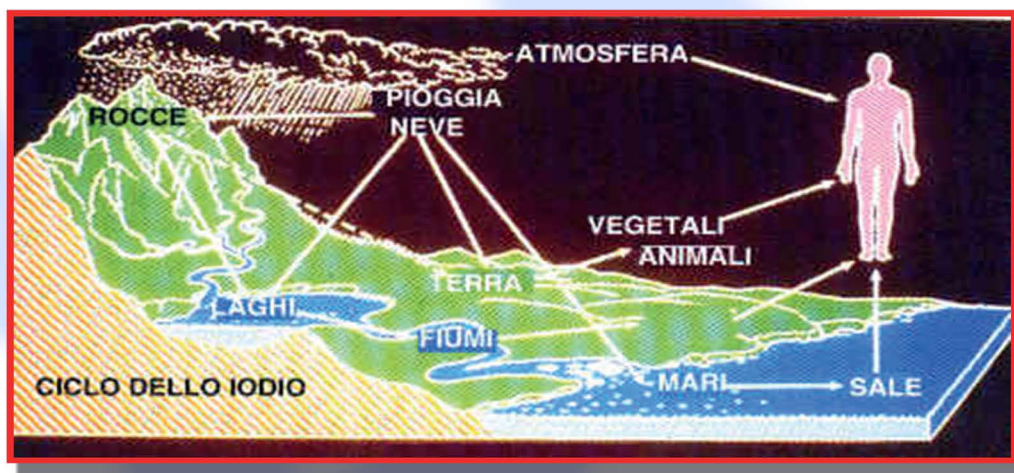 ATMOSFERA
PIOGGIA
NEVE
ROCCE
VEGETALI
ANIMALI
TERRA
LAGHI
FIUMI
MARI
SALE
CICLO DELLO IODIO